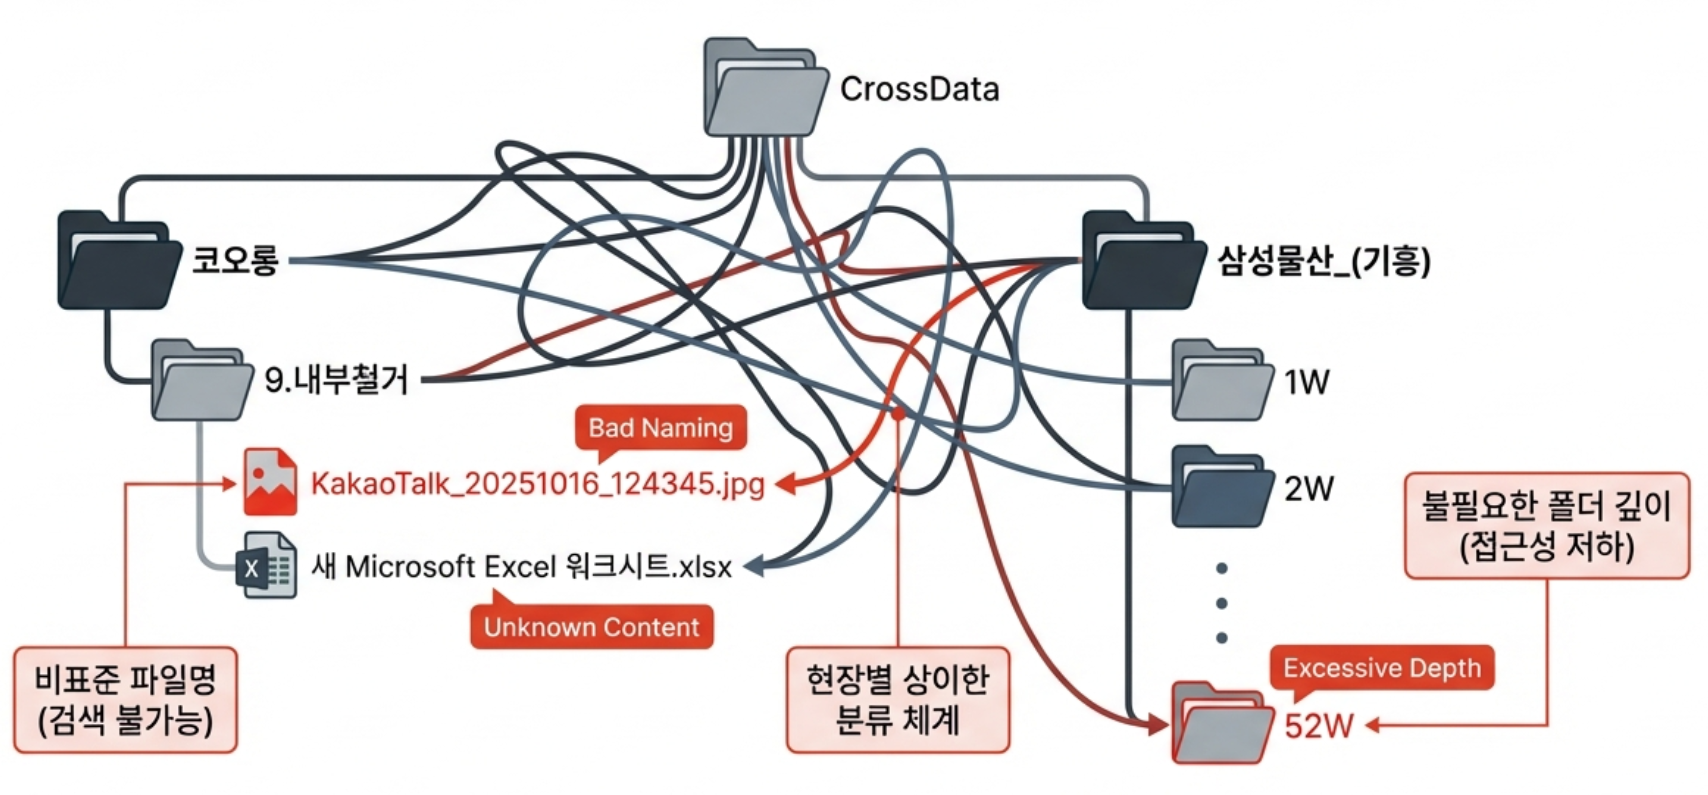 CrossData
코오롱
삼성물산_(기흥)
9.내부철거
1W
Bad Naming
KakaoTalk_20251016_124345.jpg
2W
불필요한 폴더 깊이
(접근성 저하)
X
새 Microsoft Excel 워크시트.xlsx
Unknown Content
비표준 파일명
(검색 불가능)
현장별 상이한
분류 체계
Excessive Depth
52W